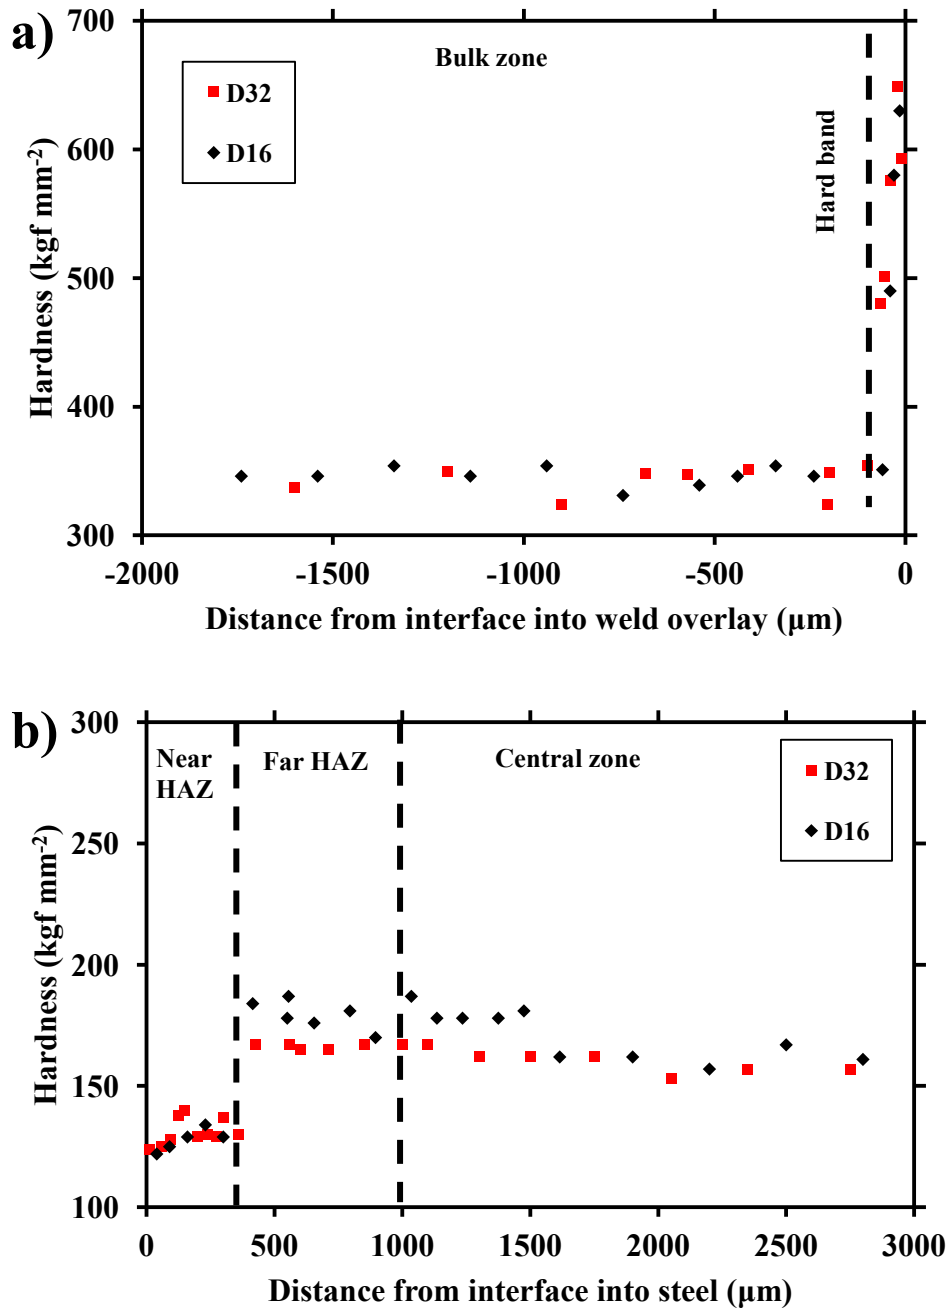 a)
700
600
500
400
300
Hardness (kgf mm-2)
Bulk zone
D32
D16
Hard band
-2000
-1500
-1000
-500
0
Distance from interface into weld overlay (µm)
b)
300
250
200
150
100
Hardness (kgf mm-2)
Near
HAZ
Far HAZ
Central zone
D32
D16
0
500
1000
1500
2000
2500
3000
Distance from interface into steel (µm)